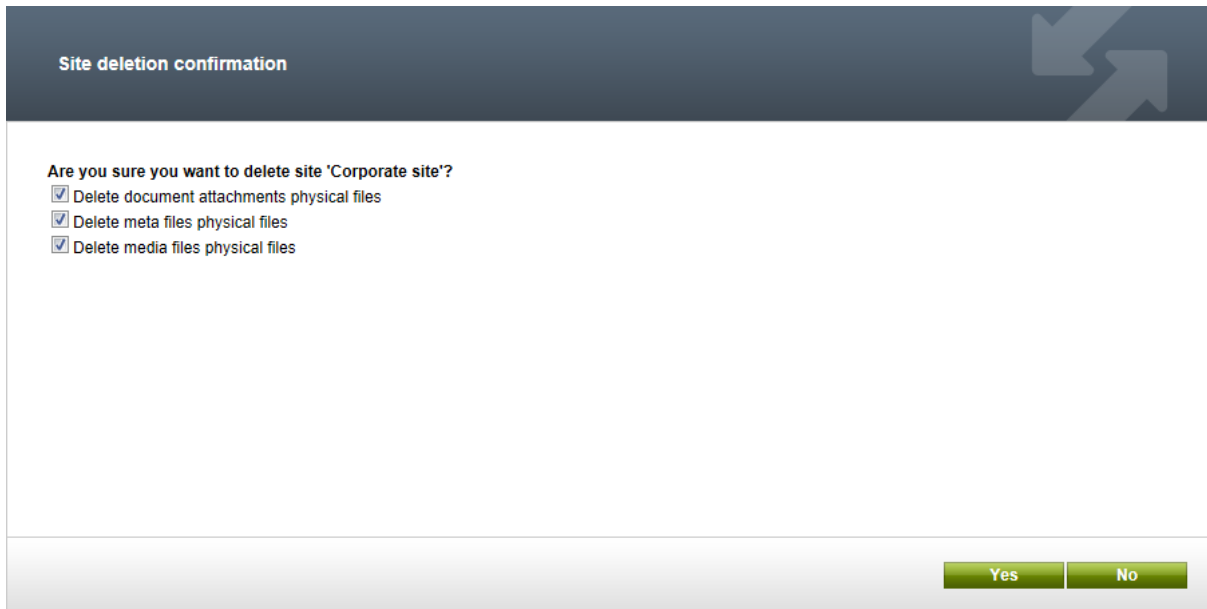 Site deletion confirmation
Are you sure you want to delete site 'Corporate site'?
Delete document attachments physical files
Delete meta files physical files
Delete media files physical files
Yes No